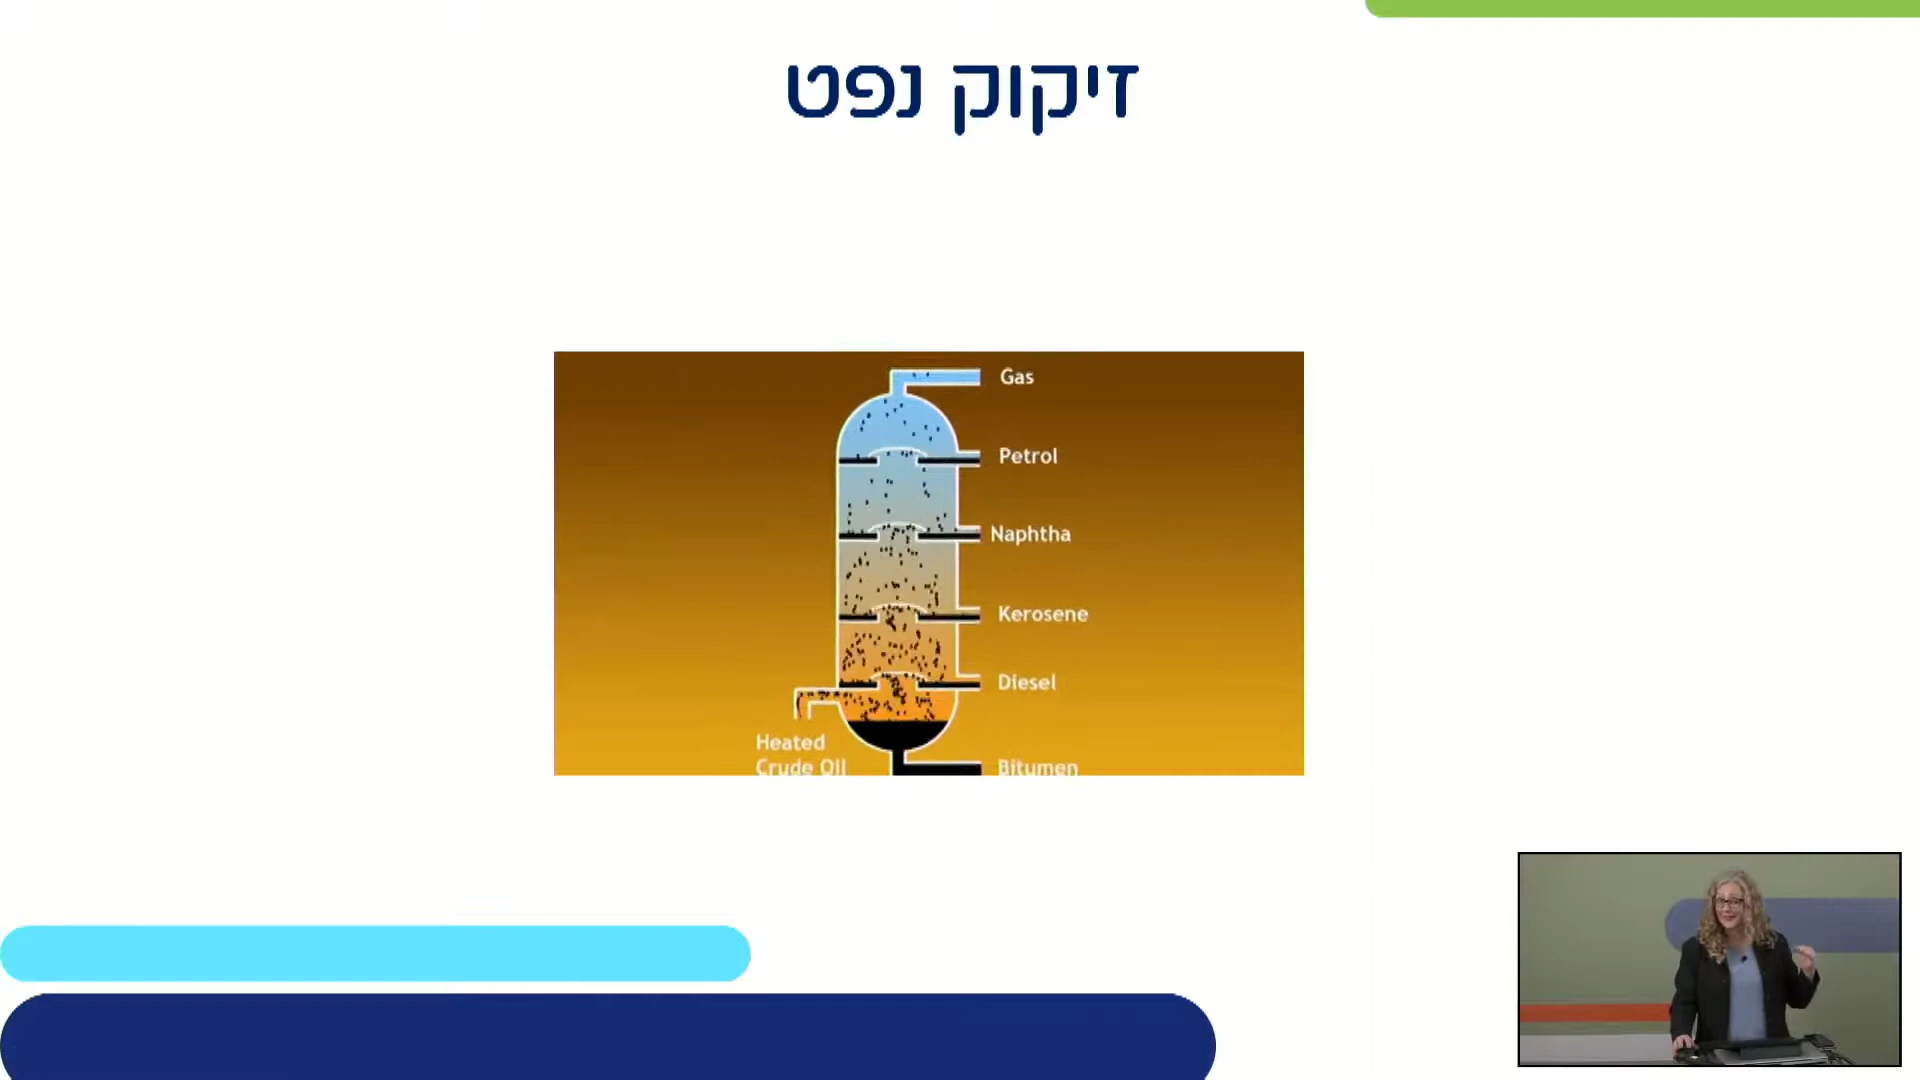 זיקוק נפט
Gas
Petrol
Naphtha
Kerosene
Diesel
Heated
Crude Oil
Bitumen